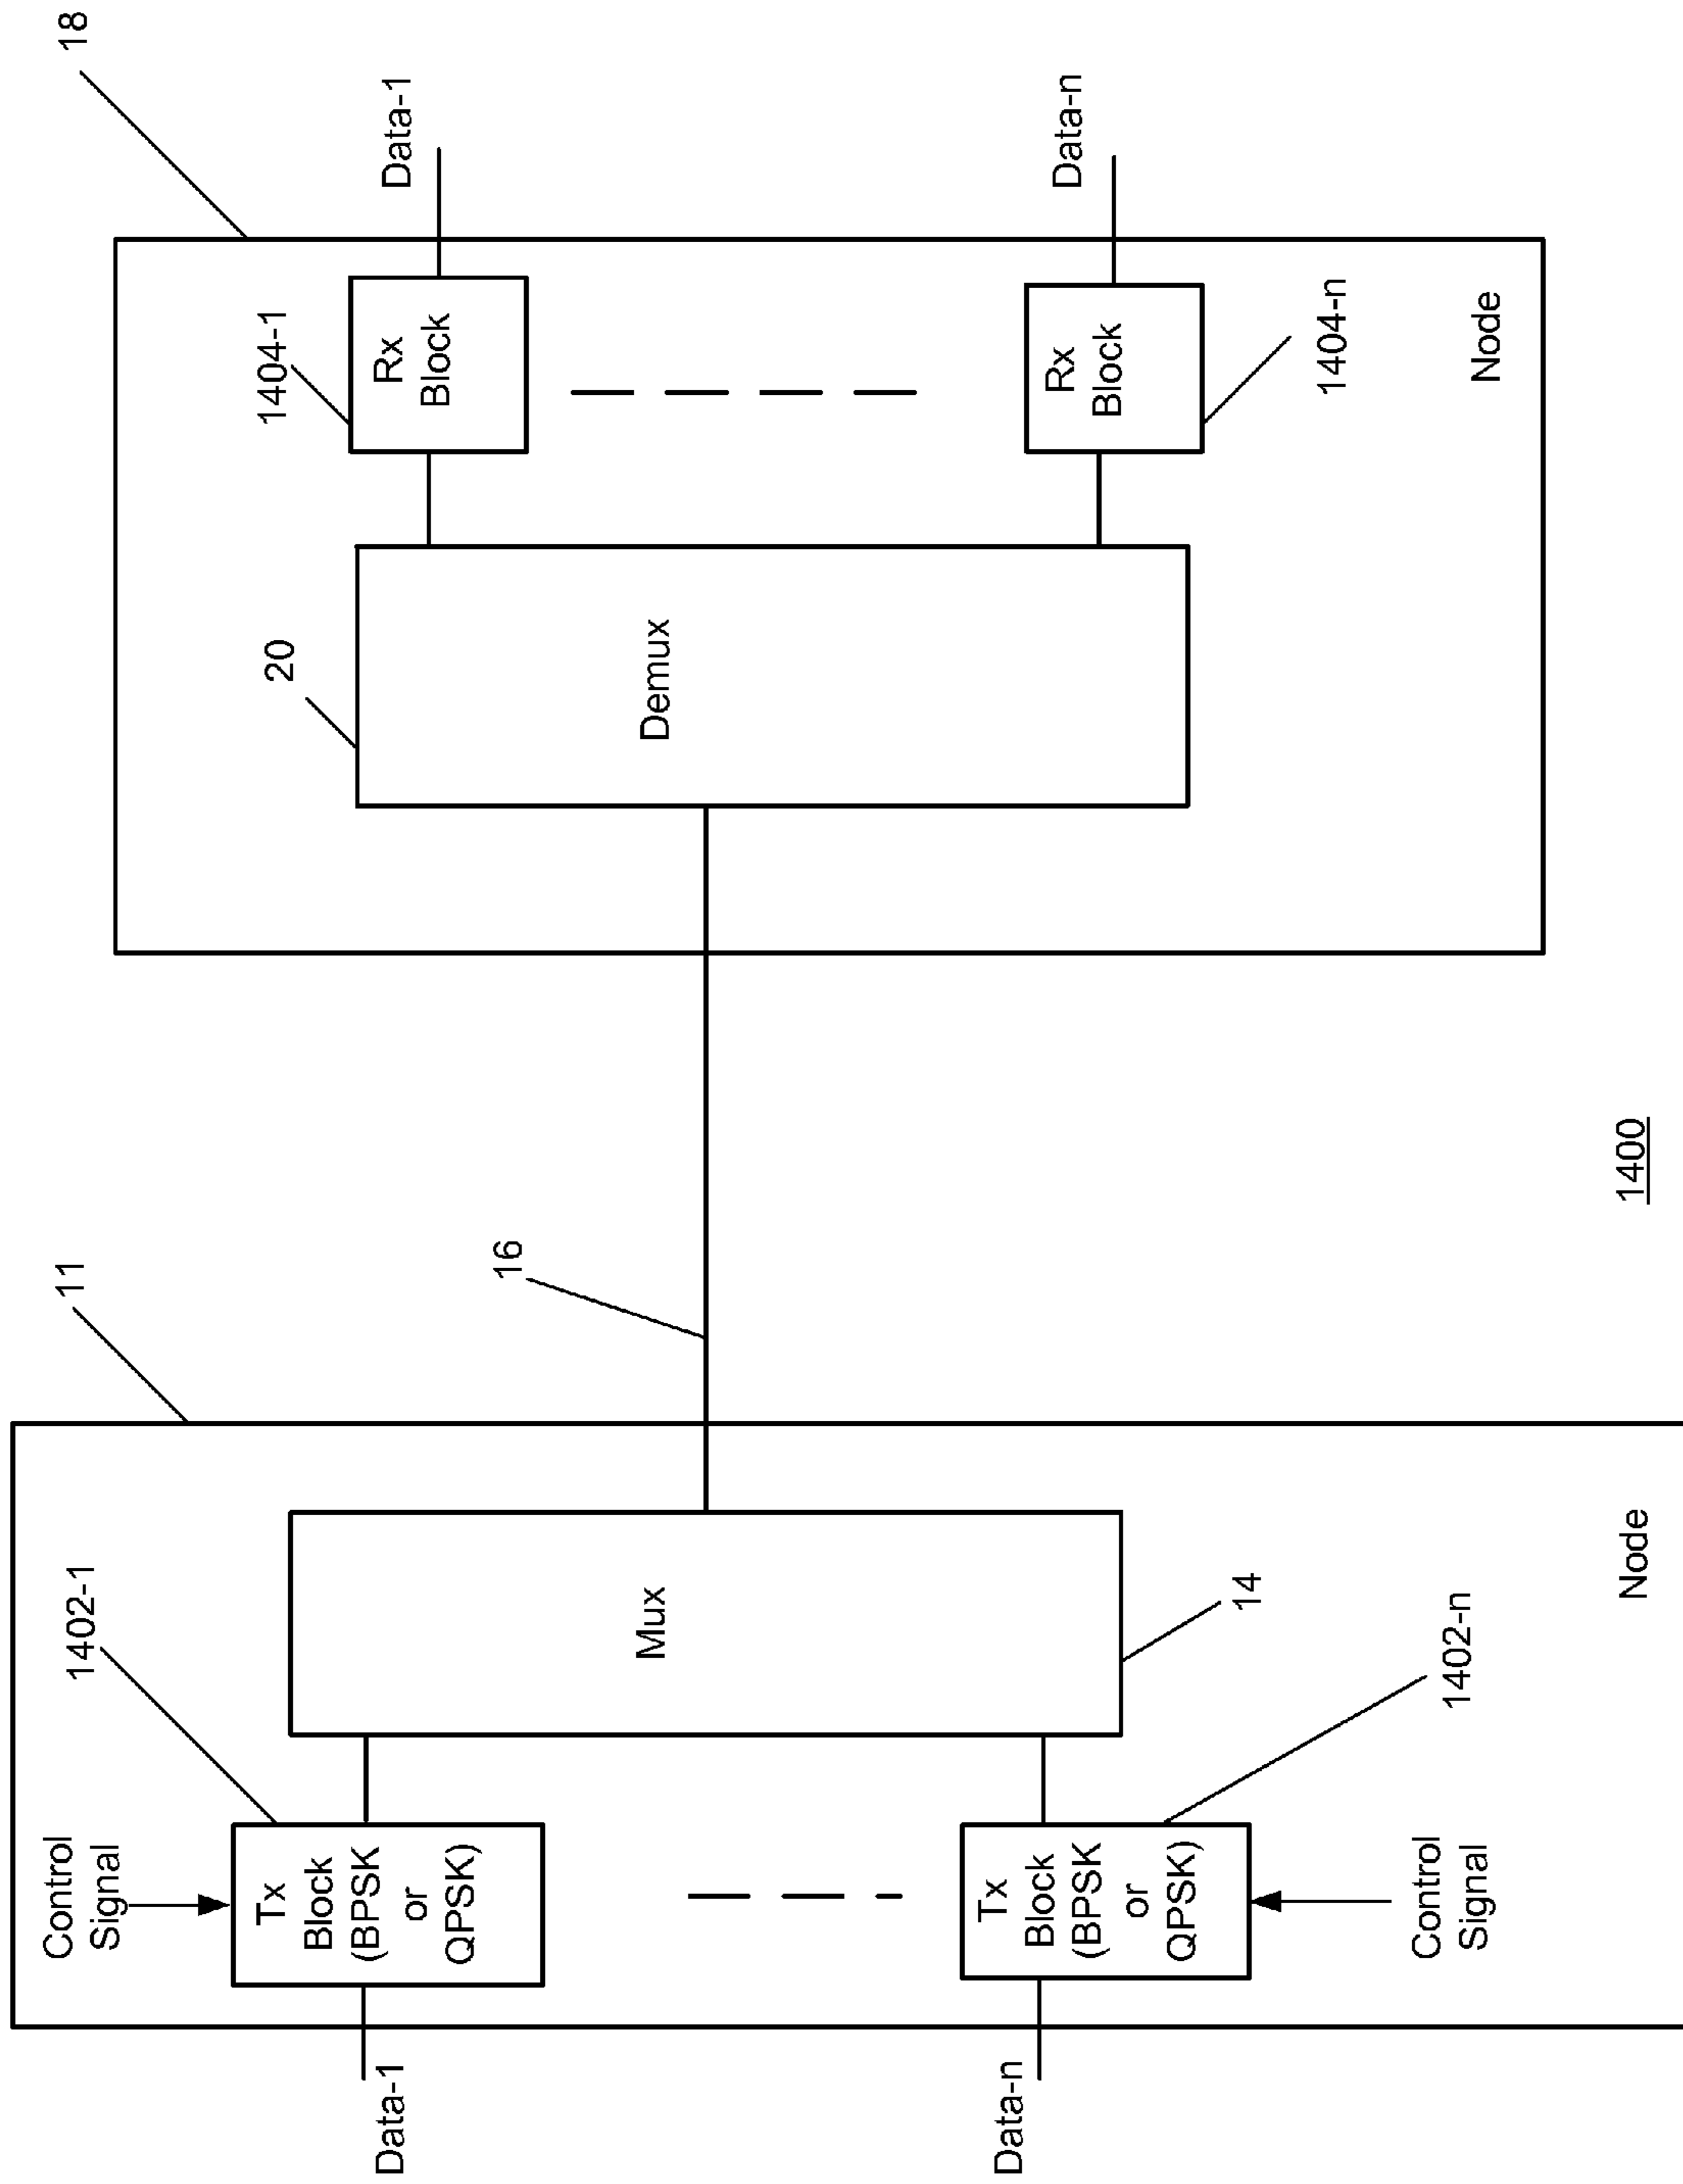 11
18
Control
Signal
1402-1
Data-1
Tx
Block
(BPSK
or
QPSK)
Mux
16
20
Demux
1404-1
Rx
Block
Data-1
Data-n
Tx
Block
(BPSK
or
QPSK)
14
1402-n
Control
Signal
Node
Rx
Block
Data-n
1404-n
Node
1400